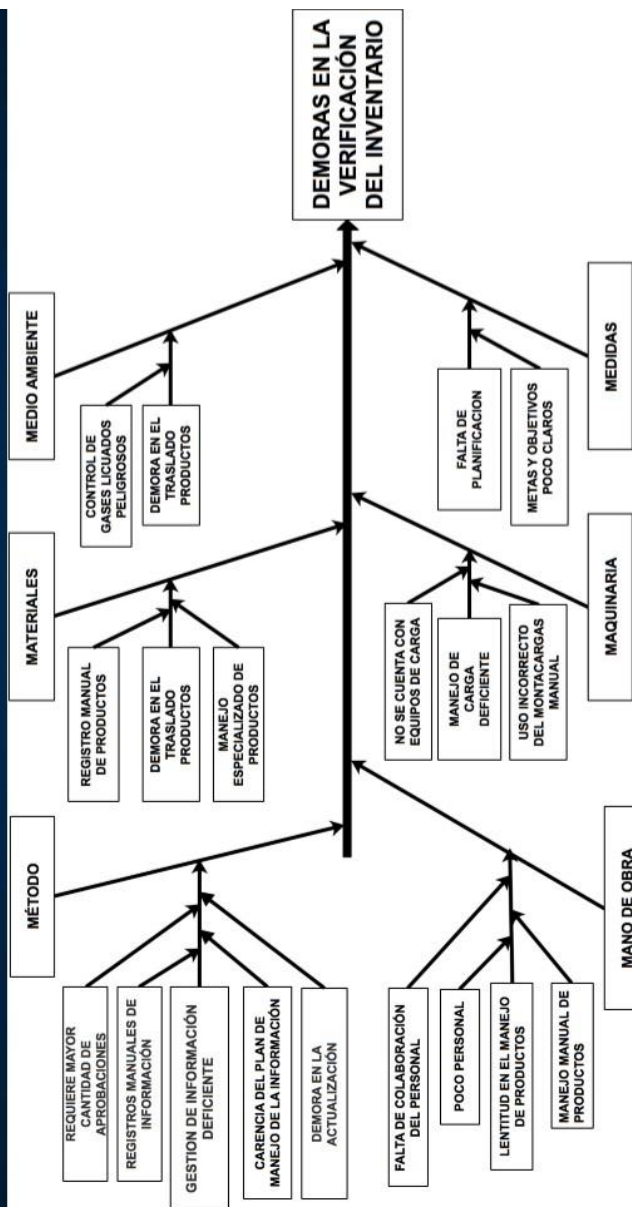 MÉTODO
REQUIERE MAYOR
CANTIDAD DE
APROBACIONES
REGISTROS MANUALES DE
INFORMACIÓN
GESTION DE INFORMACIÓN
DEFICIENTE
CARENCIA DEL PLAN DE
MANEJO DE LA INFORMACIÓN
DEMORA EN LA
ACTUALIZACIÓN
MATERIALES
REGISTRO MANUAL
DE PRODUCTOS
DEMORA EN EL
TRASLADO
PRODUCTOS
MANEJO
ESPECIALIZADO DE
PRODUCTOS
MEDIO AMBIENTE
CONTROL DE
GASES LICUADOS
PELIGROSOS
DEMORA EN EL
TRASLADO
PRODUCTOS
DEMORAS EN LA
VERIFICACIÓN
DEL INVENTARIO
FALTA DE COLABORACIÓN
DEL PERSONAL
POCO PERSONAL
LENTITUD EN EL MANEJO
DE PRODUCTOS
MANEJO MANUAL DE
PRODUCTOS
MANO DE OBRA
NO SE CUENTA CON
EQUIPOS DE CARGA
MANEJO DE
CARGA
DEFICIENTE
USO INCORRECTO
DEL MONTACARGAS
MANUAL
MAQUINARIA
FALTA DE
PLANIFICACION
METAS Y OBJETIVOS
POCO CLAROS
MEDIDAS